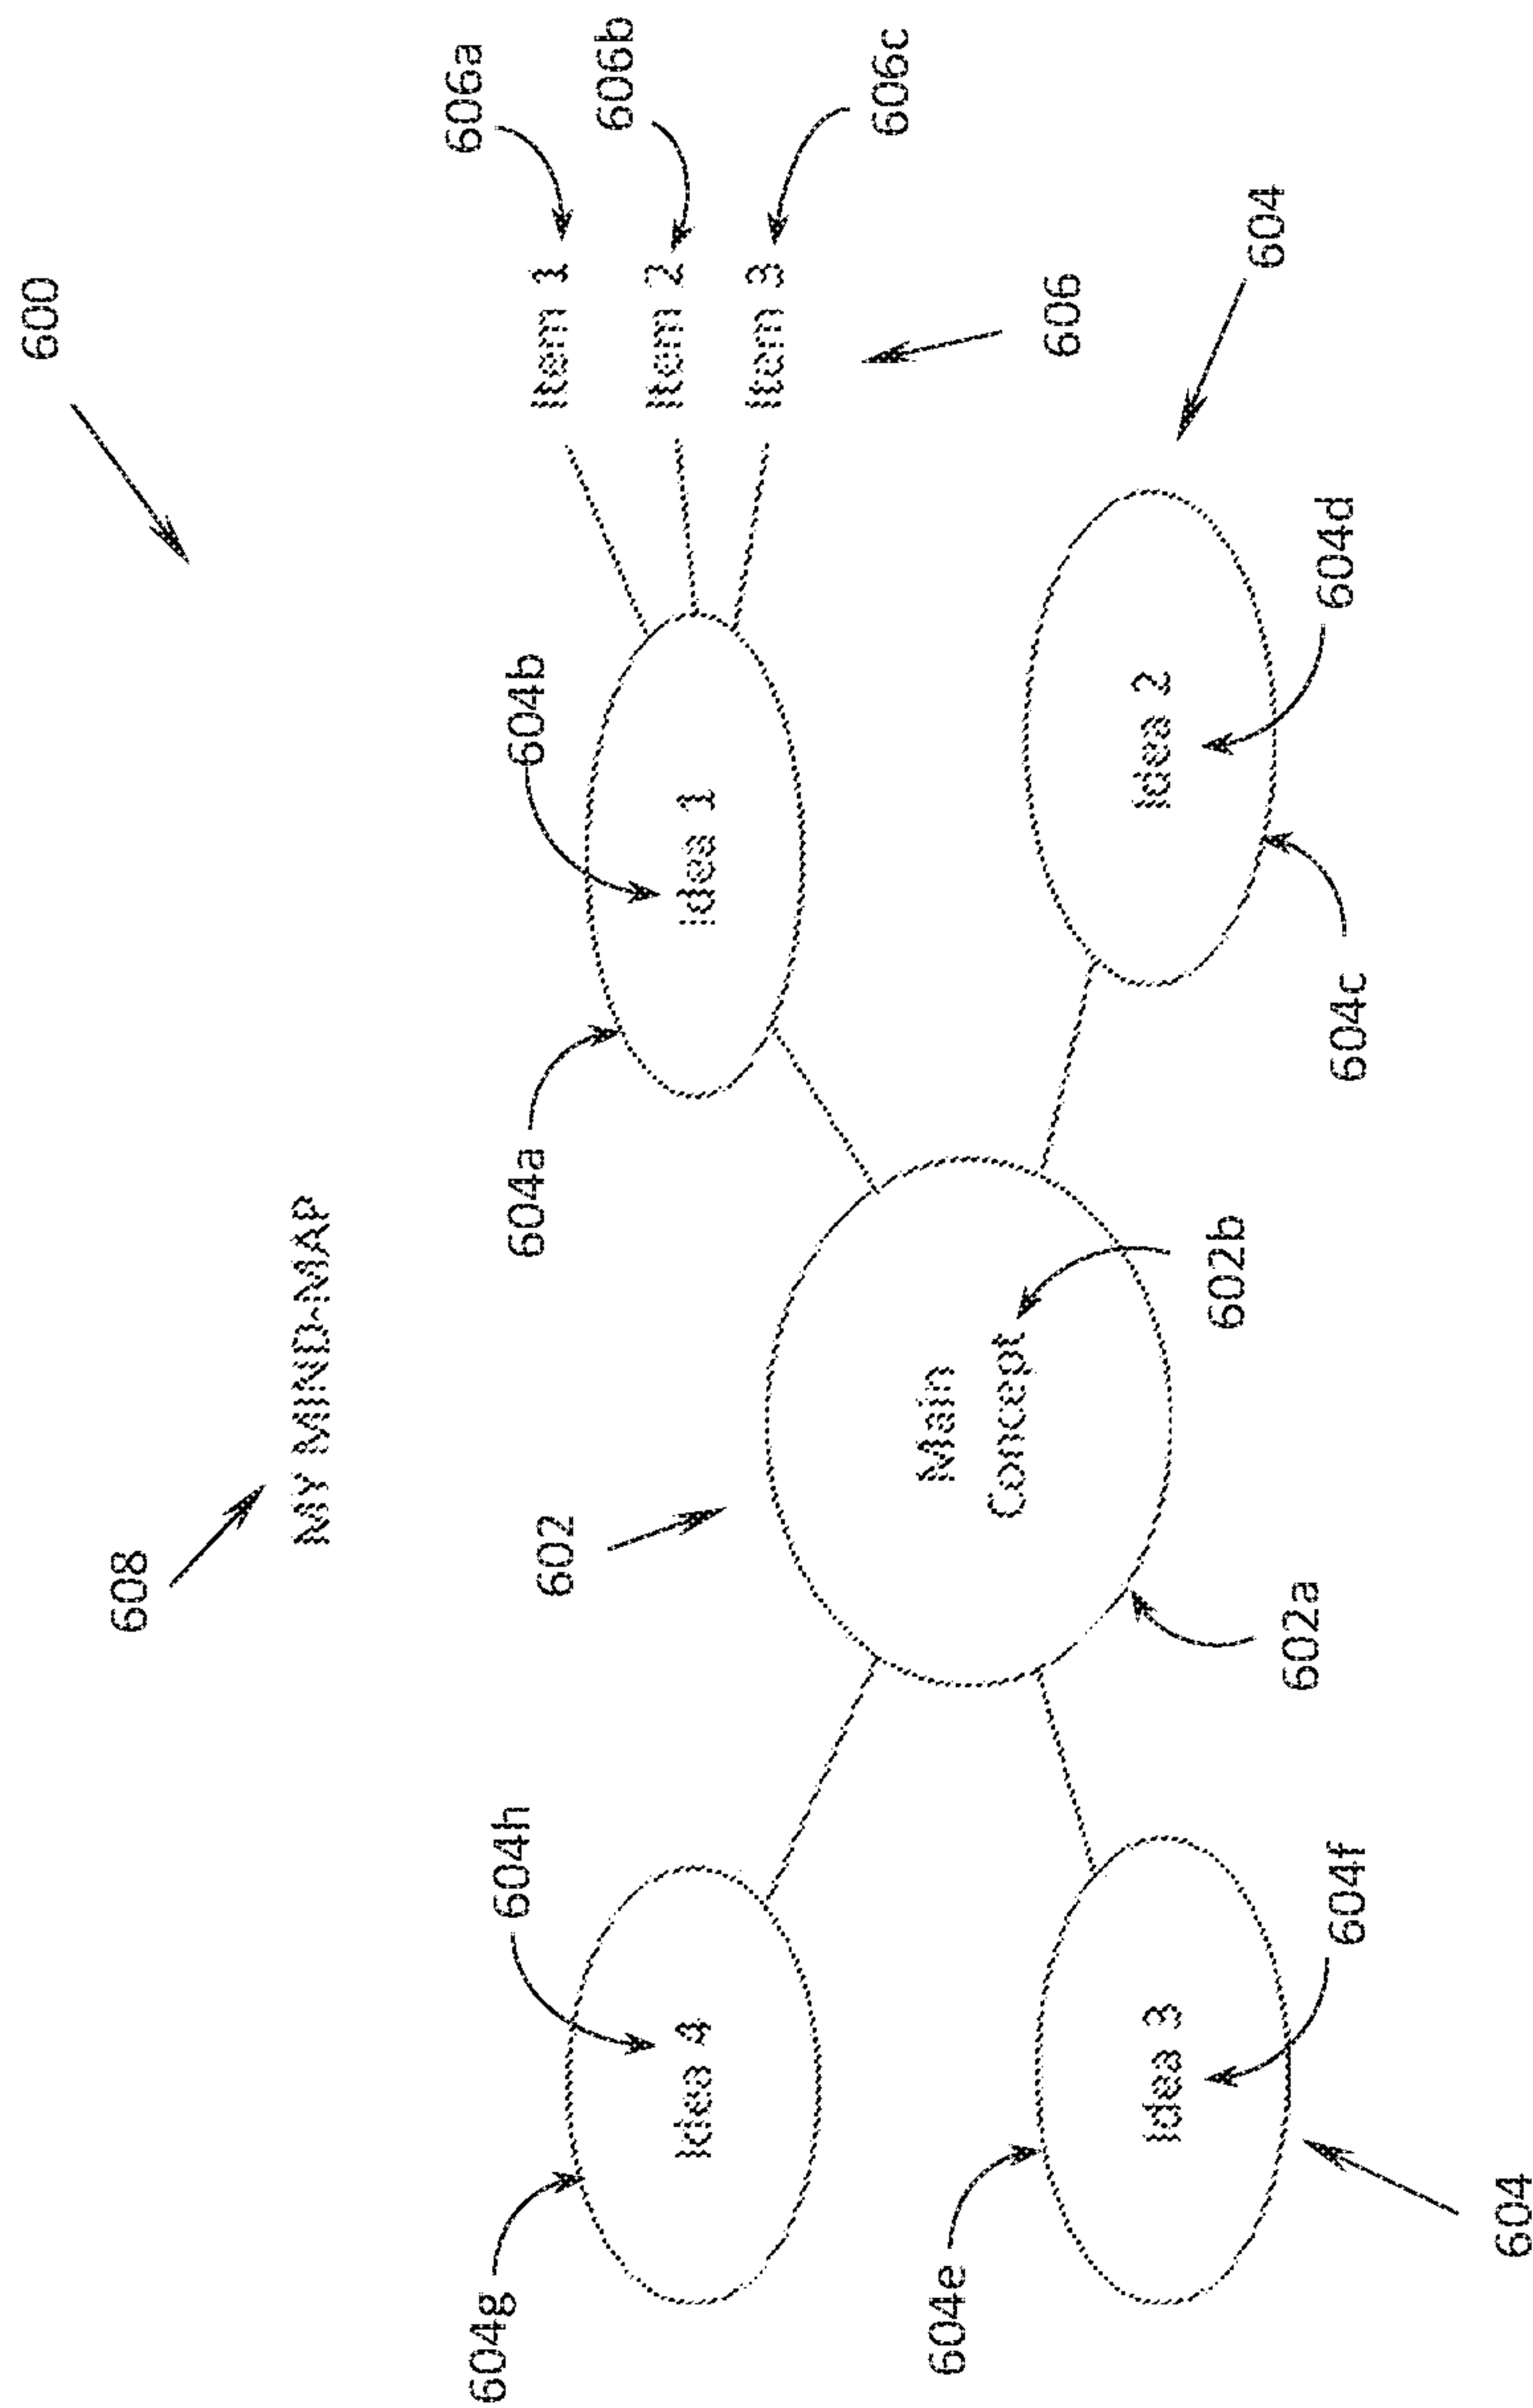 600
608
MY MIND-MAP
606a
606b
606c
604g
604h
604a
604b
602
Item 1
Item 2
Item 3
Idea 4
Idea 1
Main
Concept
606
604e
Idea 3
Idea 2
604
602b
602a
604f
604c
604d
604